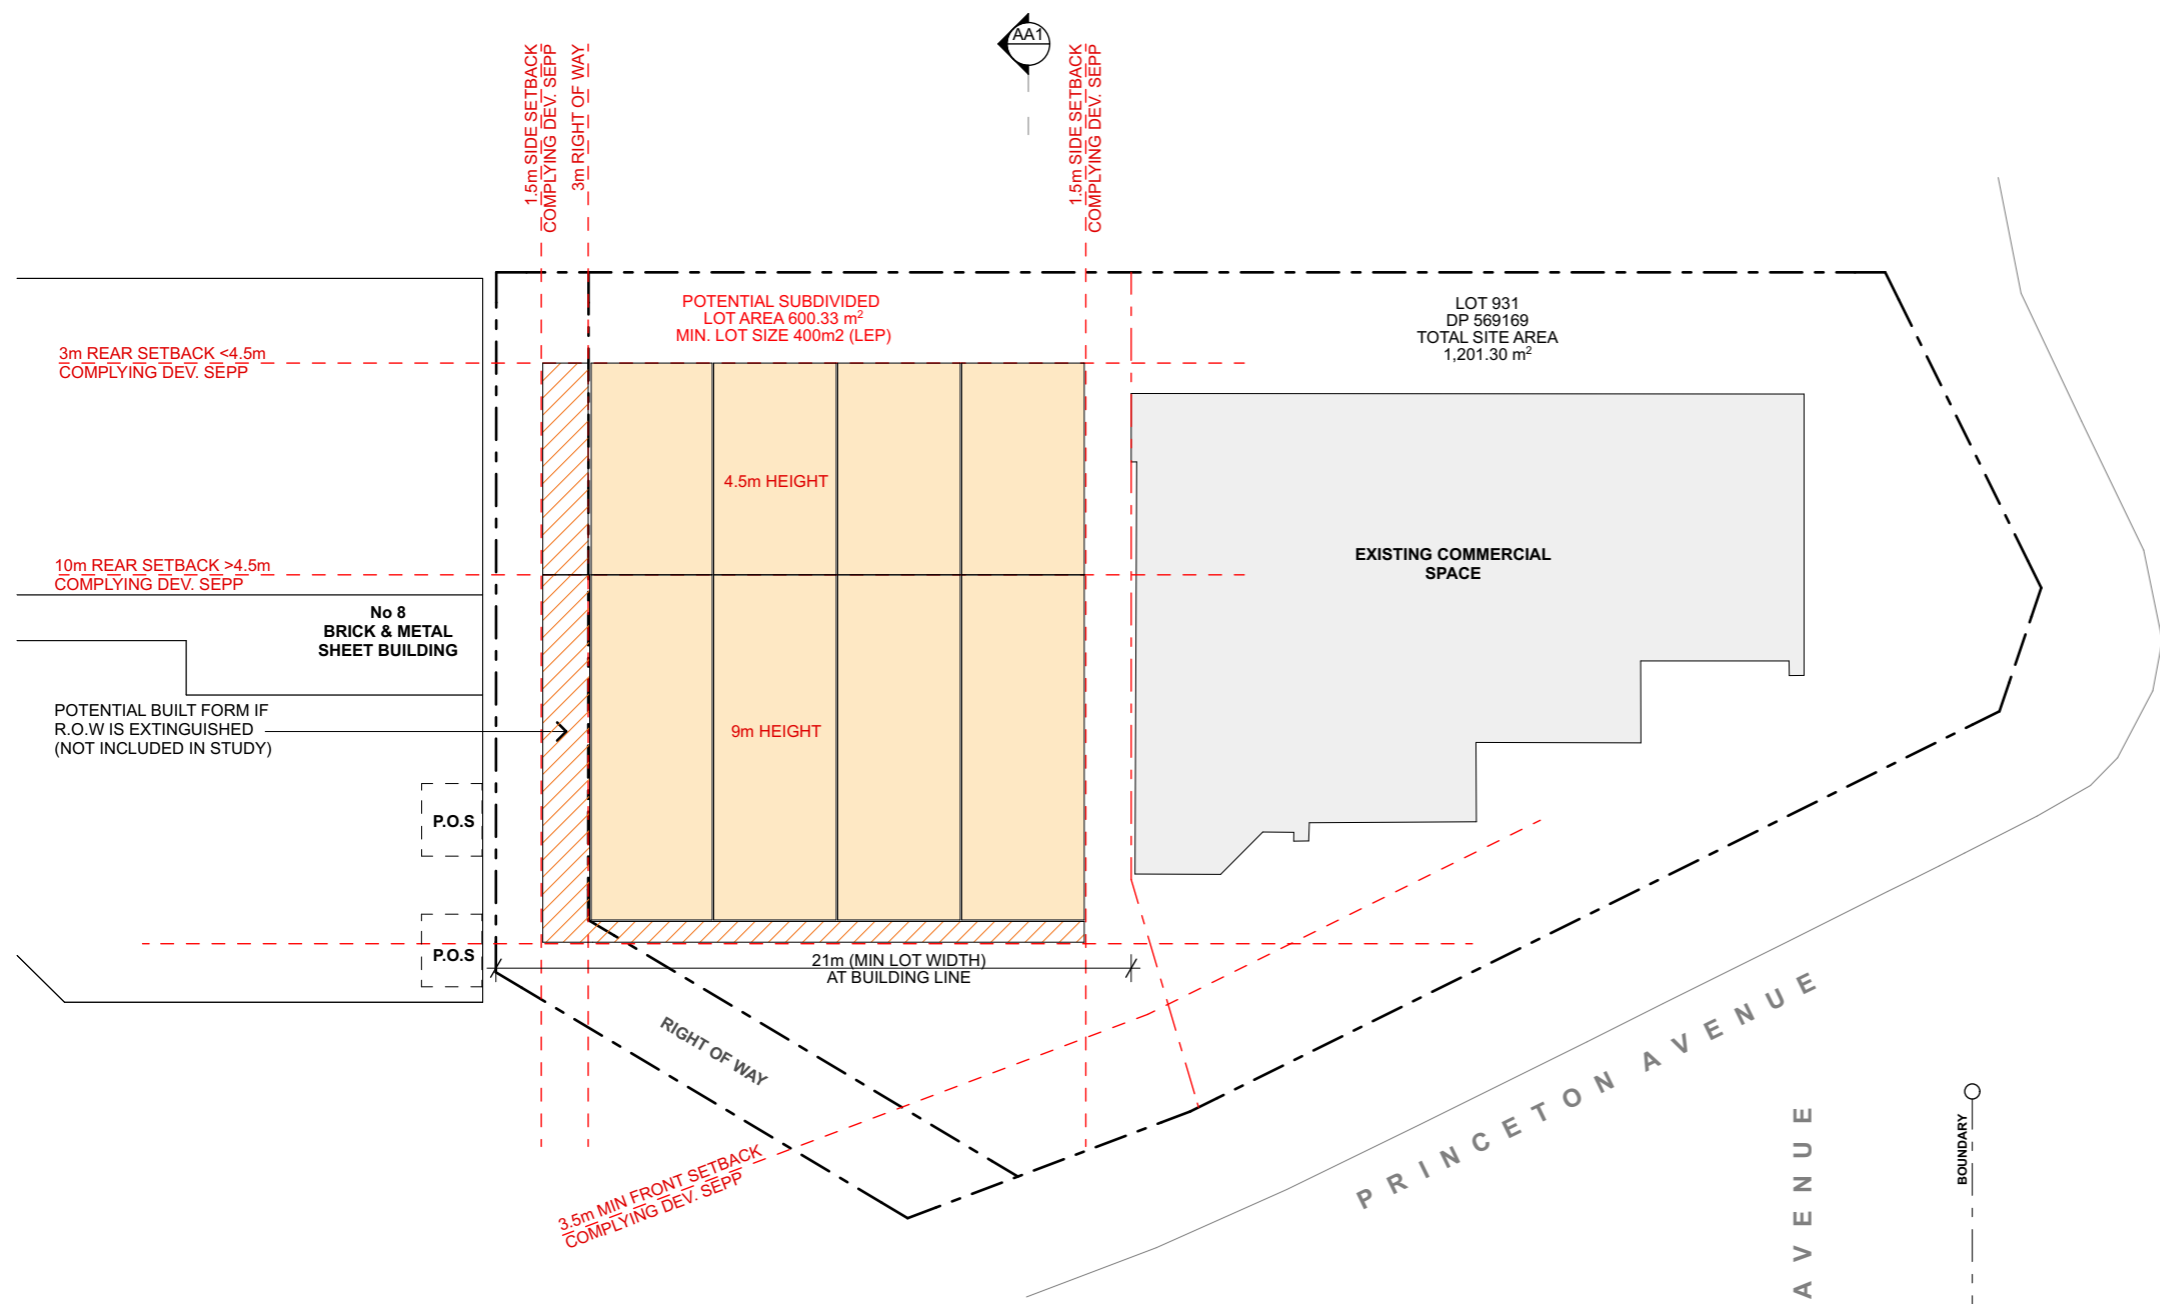 AA1
1.5m SIDE SETBACK
COMPLYING DEV. SEPP
3m RIGHT OF WAY
1.5m SIDE SETBACK
COMPLYING DEV. SEPP
POTENTIAL SUBDIVIDED
LOT AREA 600.33 m²
MIN. LOT SIZE 400m2 (LEP)
LOT 931
DP 569169
TOTAL SITE AREA
1,201.30 m²
3m REAR SETBACK <4.5m
COMPLYING DEV. SEPP
4.5m HEIGHT
EXISTING COMMERCIAL
SPACE
10m REAR SETBACK >4.5m
COMPLYING DEV. SEPP
No 8
BRICK & METAL
SHEET BUILDING
POTENTIAL BUILT FORM IF
R.O.W IS EXTINGUISHED
(NOT INCLUDED IN STUDY)
9m HEIGHT
P.O.S
P.O.S
21m (MIN LOT WIDTH)
AT BUILDING LINE
RIGHT OF WAY
3.5m MIN FRONT SETBACK
COMPLYING DEV. SEPP
PRINCETON AVENUE
AVENUE
BOUNDARY